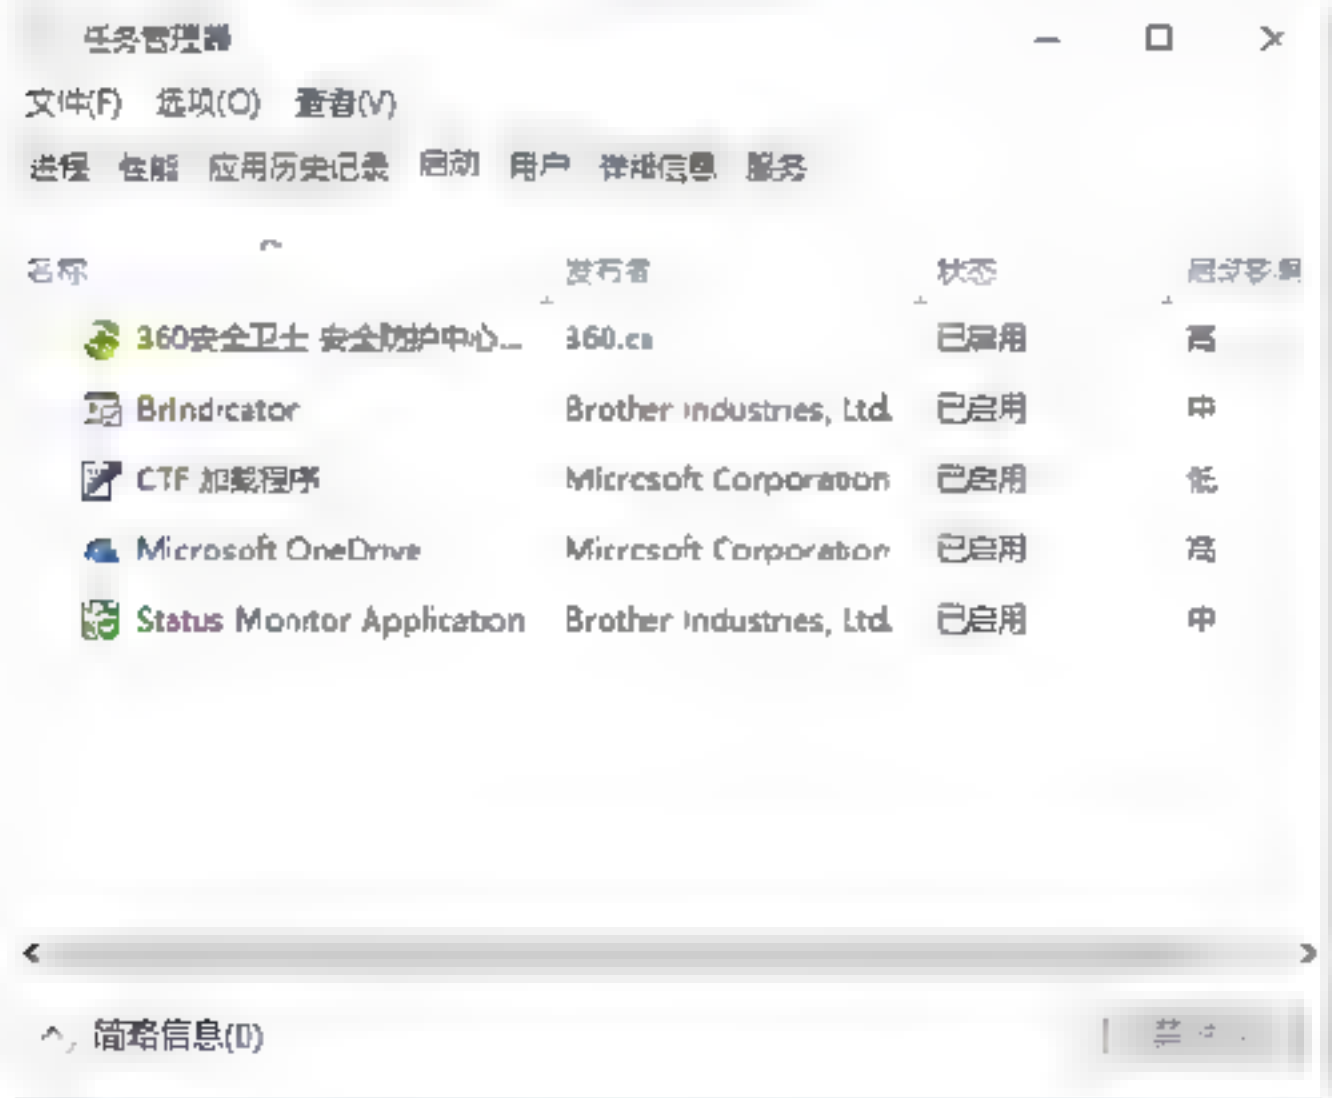 任务管理器
文件(F) 选项(O) 查看(V)
进程 性能 应用历史记录 启动 用户 详细信息 服务
名称 发布者 状态 启动影响
360安全卫士 安全防护中心... 360.cn 已启用 高
BrIndicator Brother Industries, Ltd. 已启用 中
CTF 加载程序 Microsoft Corporation 已启用 低
Microsoft OneDrive Microsoft Corporation 已启用 高
Status Monitor Application Brother Industries, Ltd. 已启用 中
简略信息(D)